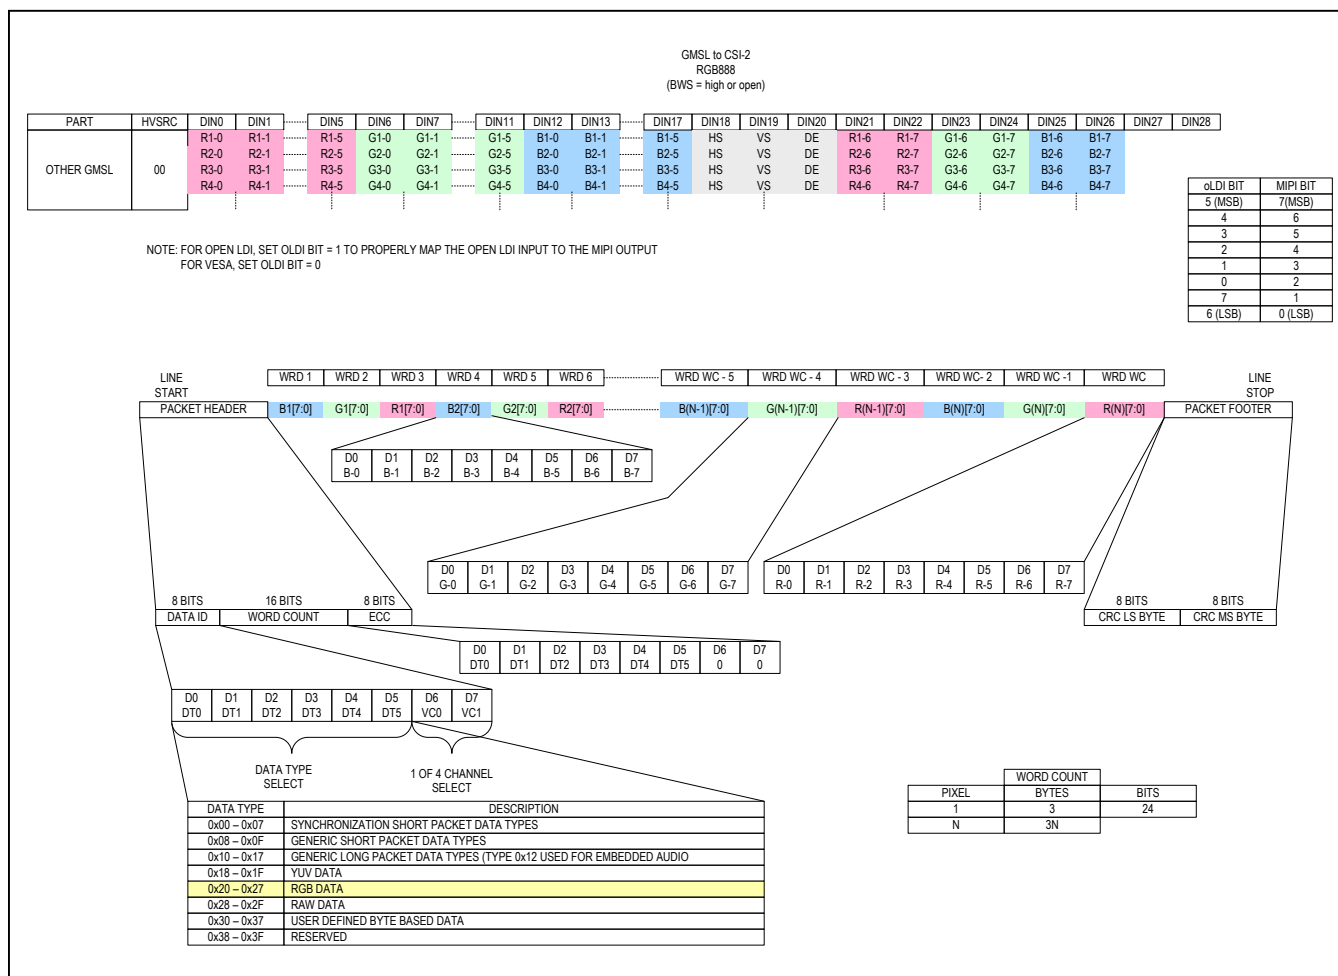 GMSL to CSI-2
RGB888
(BWS = high or open)
PART HVSRC DIN0 DIN1 DIN5 DIN6 DIN7 DIN11 DIN12 DIN13 DIN17 DIN18 DIN19 DIN20 DIN21 DIN22 DIN23 DIN24 DIN25 DIN26 DIN27 DIN28
R1-0 R1-1 R1-5 G1-0 G1-1 G1-5 B1-0 B1-1 B1-5 HS VS DE R1-6 R1-7 G1-6 G1-7 B1-6 B1-7
R2-0 R2-1 R2-5 G2-0 G2-1 G2-5 B2-0 B2-1 B2-5 HS VS DE R2-6 R2-7 G2-6 G2-7 B2-6 B2-7
OTHER GMSL 00 R3-0 R3-1 R3-5 G3-0 G3-1 G3-5 B3-0 B3-1 B3-5 HS VS DE R3-6 R3-7 G3-6 G3-7 B3-6 B3-7
R4-0 R4-1 R4-5 G4-0 G4-1 G4-5 B4-0 B4-1 B4-5 HS VS DE R4-6 R4-7 G4-6 G4-7 B4-6 B4-7
oLDI BIT MIPI BIT
5 (MSB) 7(MSB)
4 6
3 5
2 4
1 3
0 2
7 1
6 (LSB) 0 (LSB)
NOTE: FOR OPEN LDI, SET OLDI BIT = 1 TO PROPERLY MAP THE OPEN LDI INPUT TO THE MIPI OUTPUT
FOR VESA, SET OLDI BIT = 0
LINE START
WRD 1 WRD 2 WRD 3 WRD 4 WRD 5 WRD 6 WRD WC - 5 WRD WC - 4 WRD WC - 3 WRD WC- 2 WRD WC -1 WRD WC
LINE STOP
PACKET HEADER B1[7:0] G1[7:0] R1[7:0] B2[7:0] G2[7:0] R2[7:0] B(N-1)[7:0] G(N-1)[7:0] R(N-1)[7:0] B(N)[7:0] G(N)[7:0] R(N)[7:0] PACKET FOOTER
D0 D1 D2 D3 D4 D5 D6 D7
B-0 B-1 B-2 B-3 B-4 B-5 B-6 B-7
D0 D1 D2 D3 D4 D5 D6 D7
G-0 G-1 G-2 G-3 G-4 G-5 G-6 G-7
D0 D1 D2 D3 D4 D5 D6 D7
R-0 R-1 R-2 R-3 R-4 R-5 R-6 R-7
8 BITS 16 BITS 8 BITS
DATA ID WORD COUNT ECC
8 BITS 8 BITS
CRC LS BYTE CRC MS BYTE
D0 D1 D2 D3 D4 D5 D6 D7
DT0 DT1 DT2 DT3 DT4 DT5 0 0
D0 D1 D2 D3 D4 D5 D6 D7
DT0 DT1 DT2 DT3 DT4 DT5 VC0 VC1
DATA TYPE
SELECT
1 OF 4 CHANNEL
SELECT
DATA TYPE DESCRIPTION
0x00 – 0x07 SYNCHRONIZATION SHORT PACKET DATA TYPES
0x08 – 0x0F GENERIC SHORT PACKET DATA TYPES
0x10 – 0x17 GENERIC LONG PACKET DATA TYPES (TYPE 0x12 USED FOR EMBEDDED AUDIO
0x18 – 0x1F YUV DATA
0x20 – 0x27 RGB DATA
0x28 – 0x2F RAW DATA
0x30 – 0x37 USER DEFINED BYTE BASED DATA
0x38 – 0x3F RESERVED
WORD COUNT
PIXEL BYTES BITS
1 3 24
N 3N